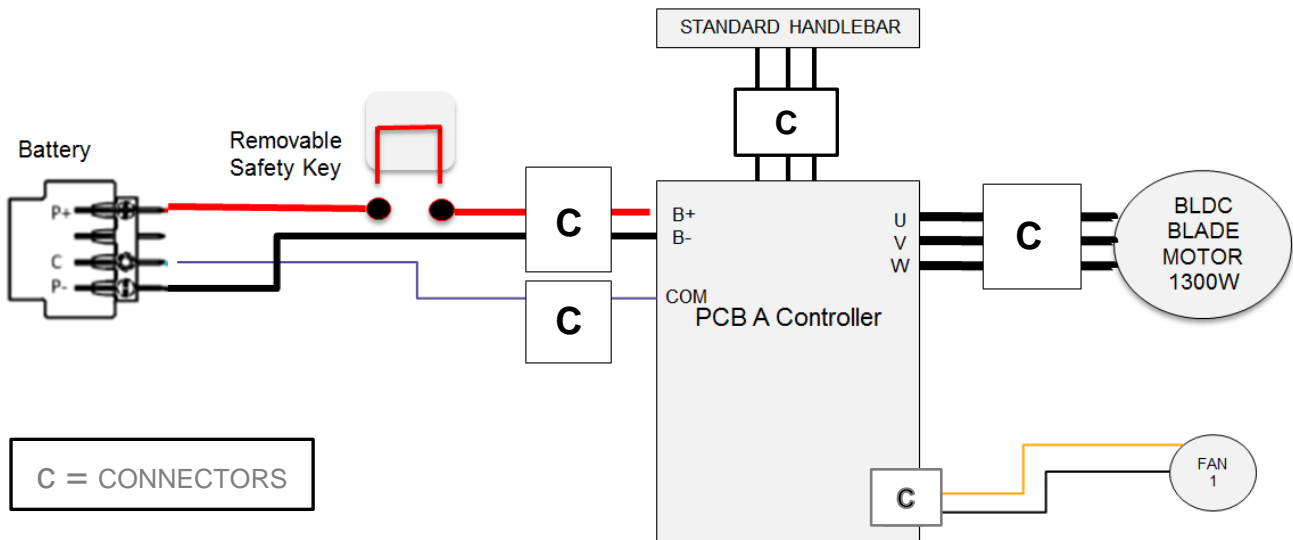 STANDARD HANDLEBAR
C
Removable
Safety Key
Battery
P+
C
P-
C
B+
B-
U
V
W
C
BLDC
BLADE
MOTOR
1300W
C
COM
PCB A Controller
C = CONNECTORS
C
FAN
1